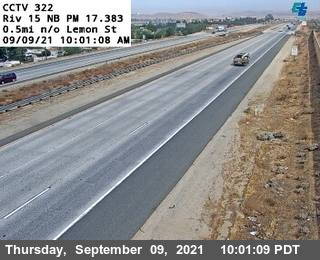 CCTV 322
Riv 15 NB PM 17.383
0.5mi n/o Lemon St
09/09/21 10:01:08 AM
Thursday, September 09, 2021 10:01:09 PDT